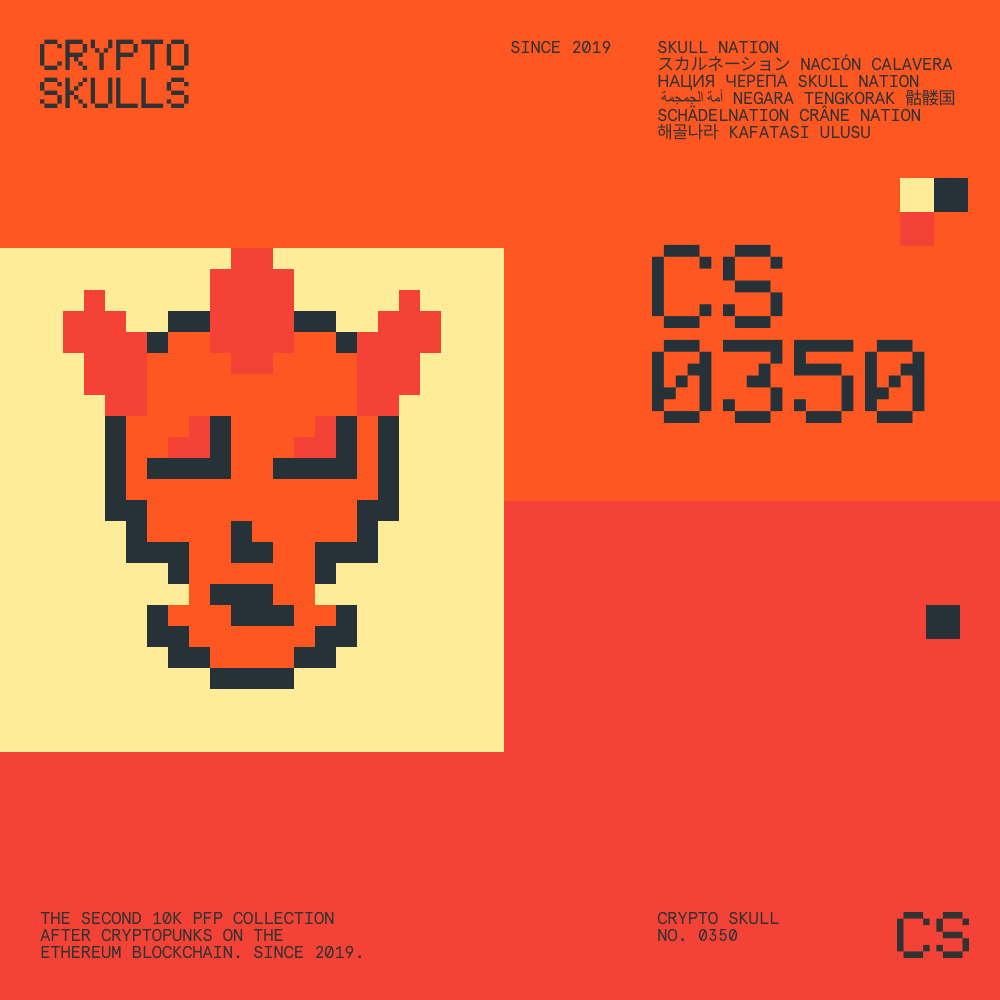 CRYPTO
SKULLS
SINCE 2019
SKULL NATION
スカルネーション NACIÓN CALAVERA
НАЦИЯ ЧЕРЕПА SKULL NATION
أمة الجمجمة NEGARA TENGKORAK 骷髅国
SCHÄDELNATION CRÂNE NATION
해골나라 KAFATASI ULUSU
CS
0350
THE SECOND 10K PFP COLLECTION
AFTER CRYPTOPUNKS ON THE
ETHEREUM BLOCKCHAIN. SINCE 2019.
CRYPTO SKULL
NO. 0350
CS